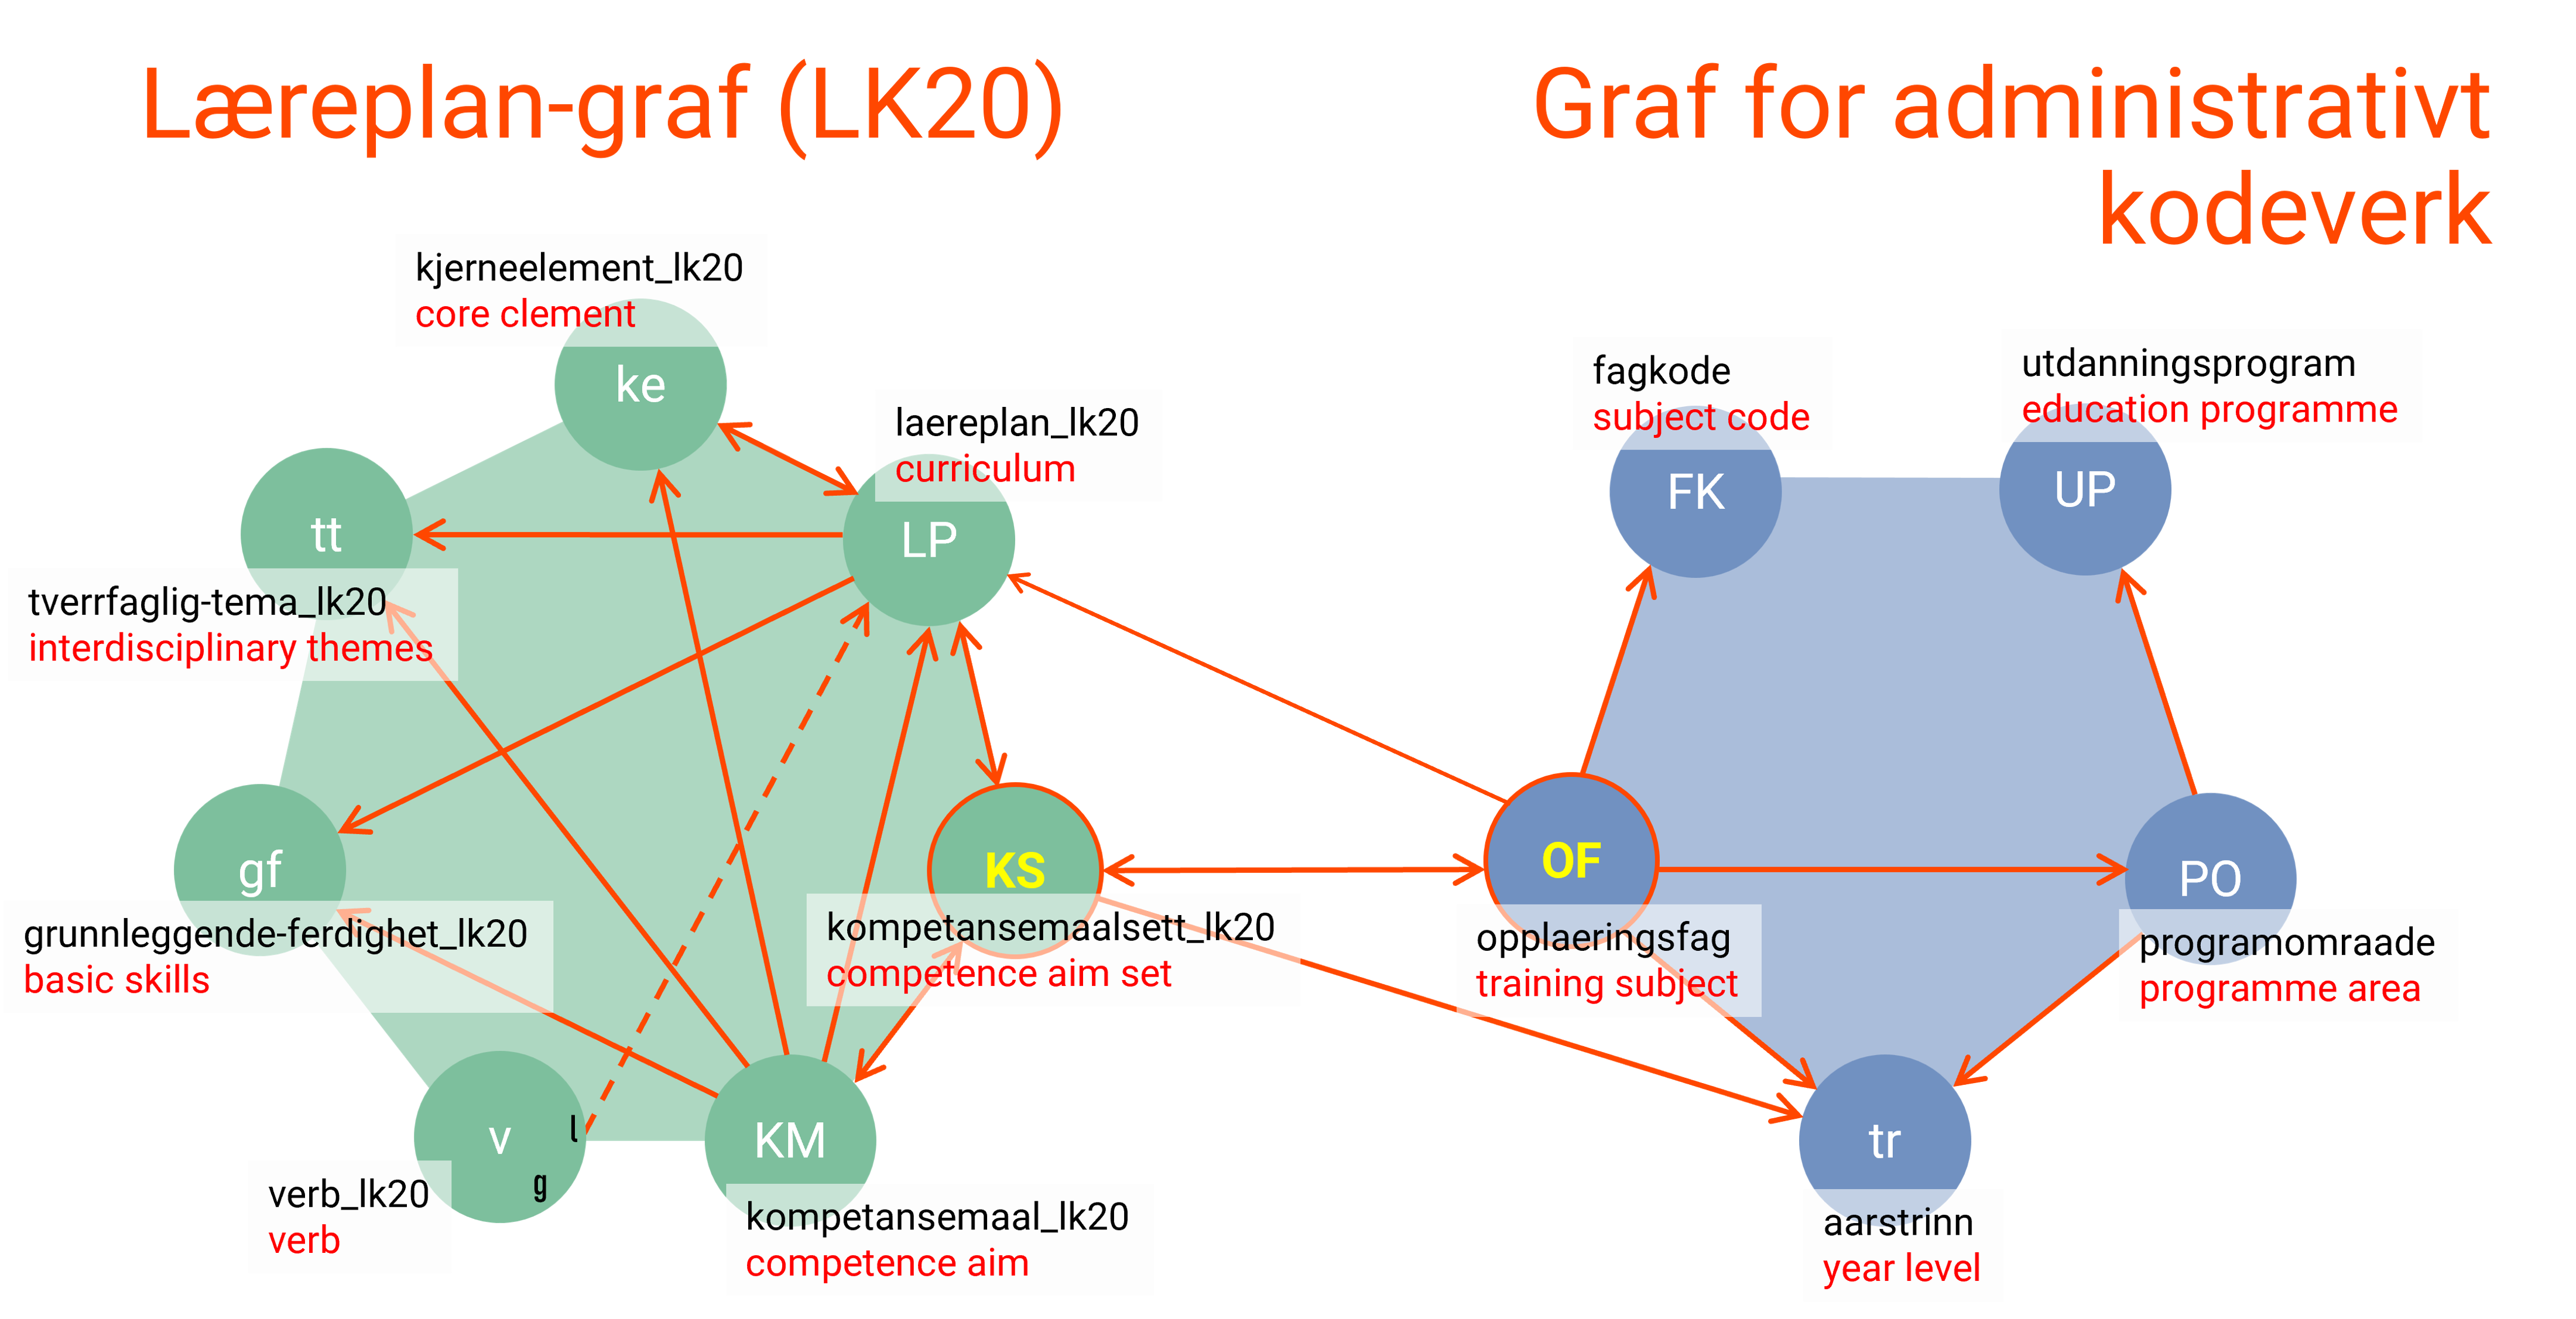 Læreplan-graf (LK20)
Graf for administrativt
kodeverk
kjerneelement_lk20
core clement
ke
laereplan_lk20
curriculum
LP
tt
tverrfaglig-tema_lk20
interdisciplinary themes
gf
grunnleggende-ferdighet_lk20
basic skills
KS
kompetansemaalsett_lk20
competence aim set
v
l
g
verb_lk20
verb
KM
kompetansemaal_lk20
competence aim
fagkode
subject code
FK
utdanningsprogram
education programme
UP
OF
opplaeringsfag
training subject
PO
programomraade
programme area
tr
aarstrinn
year level